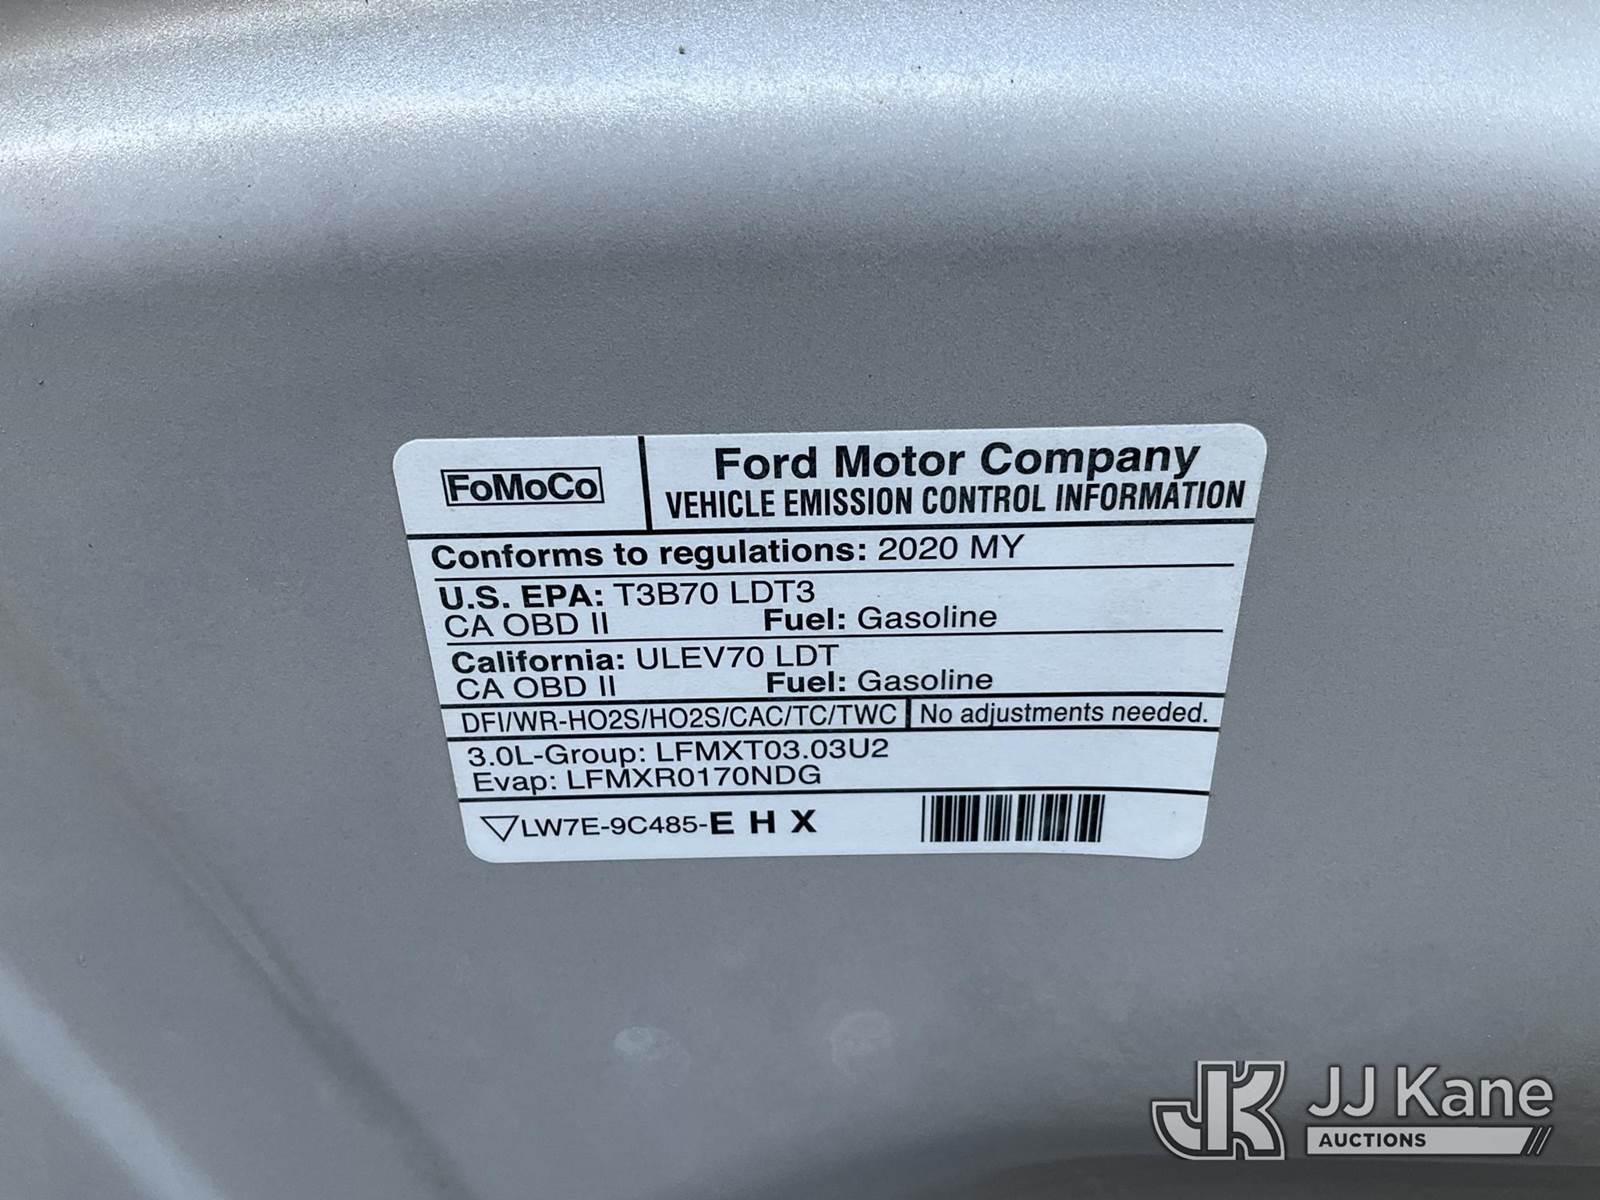 FoMoCo
Ford Motor Company
VEHICLE EMISSION CONTROL INFORMATION
Conforms to regulations: 2020 MY
U.S. EPA: T3B70 LDT3
CA OBD II Fuel: Gasoline
California: ULEV70 LDT
CA OBD II Fuel: Gasoline
DFI/WR-HO2S/HO2S/CAC/TC/TWC No adjustments needed.
3.0L-Group: LFMXT03.03U2
Evap: LFMXR0170NDG
LW7E-9C485-E H X
JK JJ Kane
AUCTIONS